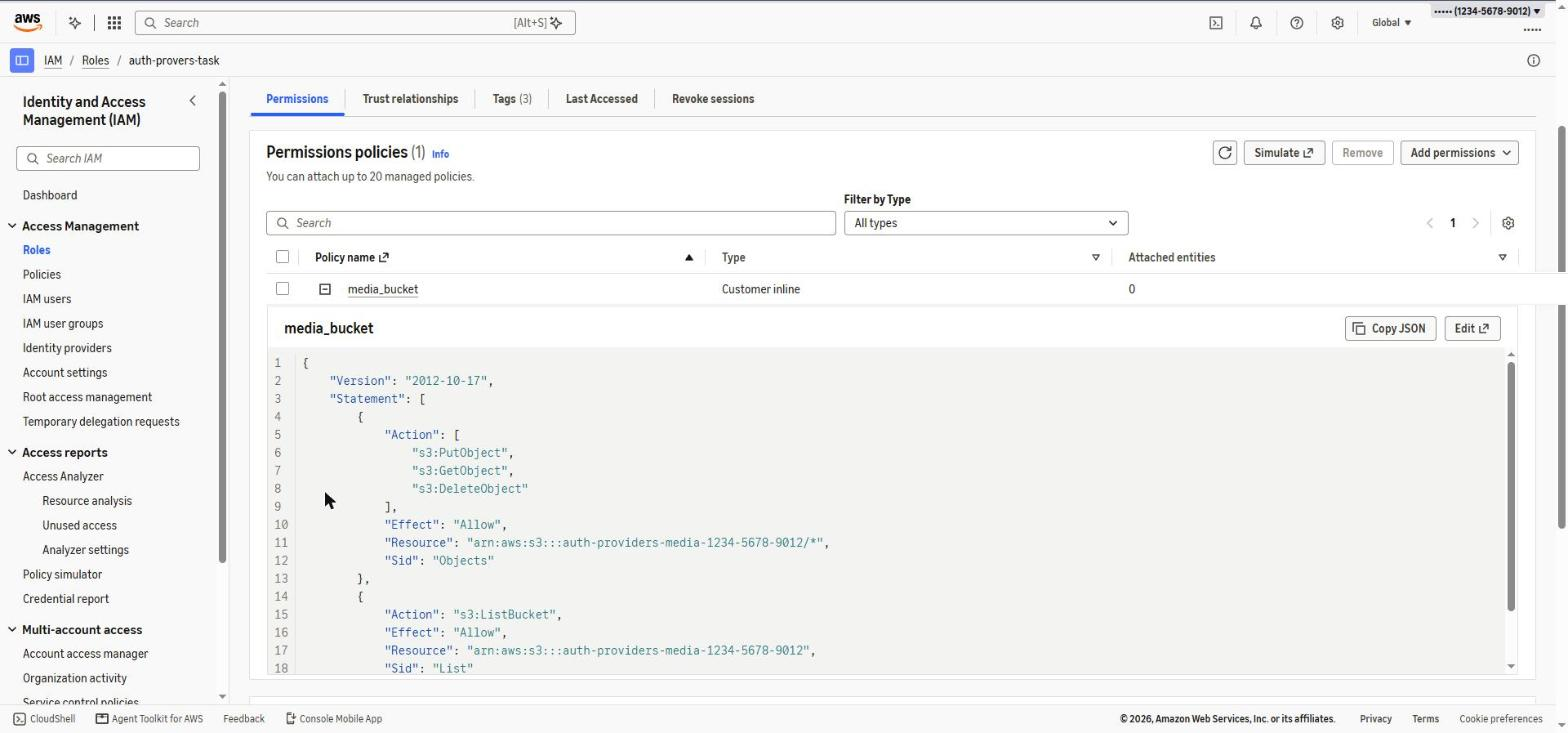 aws
Search
[Alt+S]
Global
••••• (1234-5678-9012)
•••••
IAM / Roles / auth-provers-task
Identity and Access Management (IAM)
Search IAM
Dashboard
Access Management
Roles
Policies
IAM users
IAM user groups
Identity providers
Account settings
Root access management
Temporary delegation requests
Access reports
Access Analyzer
Resource analysis
Unused access
Analyzer settings
Policy simulator
Credential report
Multi-account access
Account access manager
Organization activity
Service control policies
Permissions
Trust relationships
Tags (3)
Last Accessed
Revoke sessions
Permissions policies (1) Info
Simulate
Remove
Add permissions
You can attach up to 20 managed policies.
Filter by Type
Search
All types
1
Policy name
Type
Attached entities
media_bucket
Customer inline
0
media_bucket
Copy JSON
Edit
1 {
2 "Version": "2012-10-17",
3 "Statement": [
4 {
5 "Action": [
6 "s3:PutObject",
7 "s3:GetObject",
8 "s3:DeleteObject"
9 ],
10 "Effect": "Allow",
11 "Resource": "arn:aws:s3:::auth-providers-media-1234-5678-9012/*",
12 "Sid": "Objects"
13 },
14 {
15 "Action": "s3:ListBucket",
16 "Effect": "Allow",
17 "Resource": "arn:aws:s3:::auth-providers-media-1234-5678-9012",
18 "Sid": "List"
CloudShell
Agent Toolkit for AWS
Feedback
Console Mobile App
© 2026, Amazon Web Services, Inc. or its affiliates.
Privacy
Terms
Cookie preferences